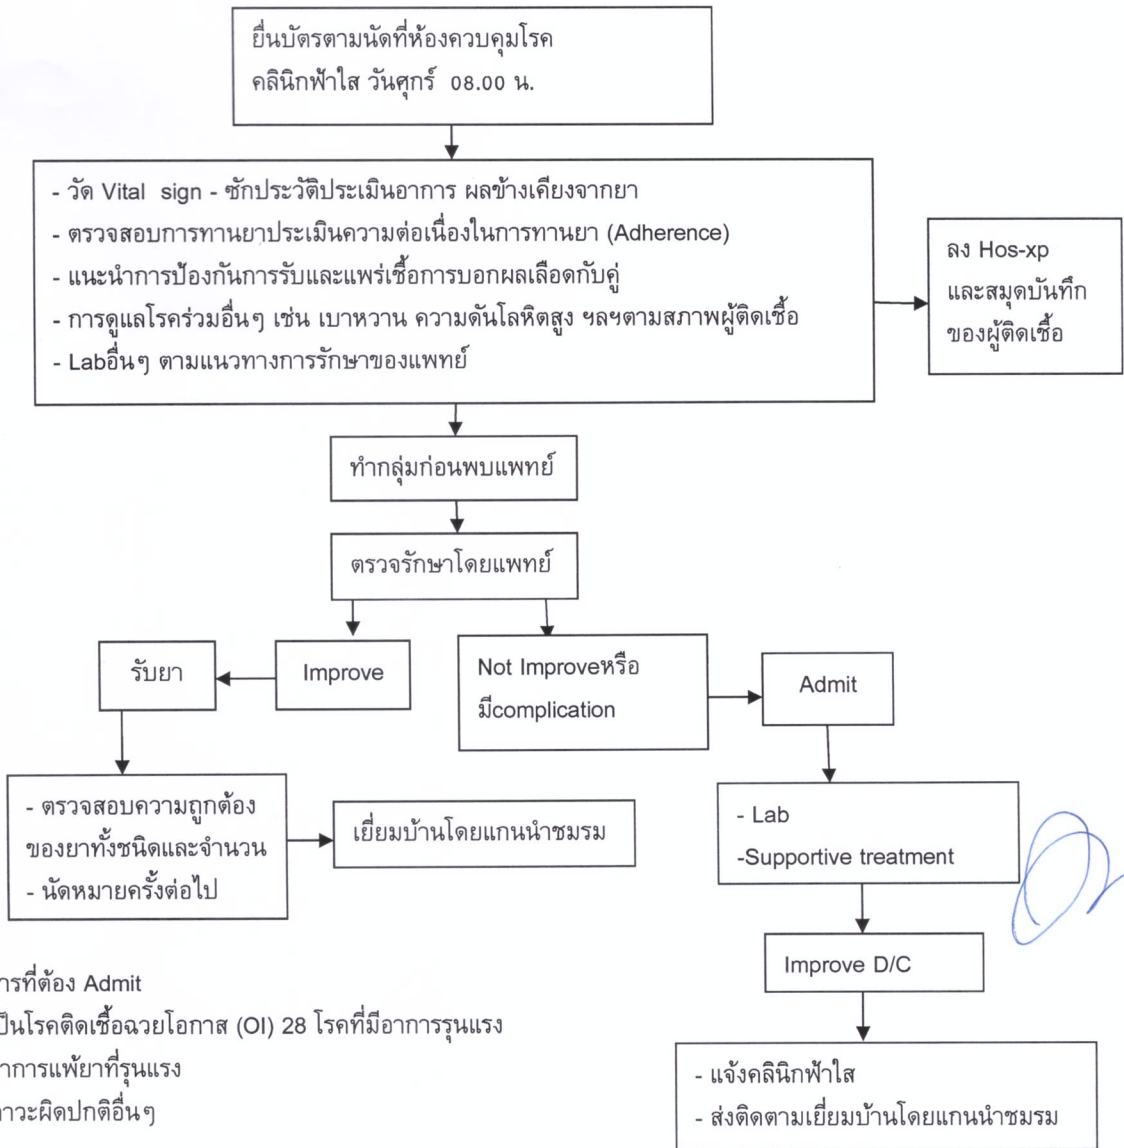 ยื่นบัตรตามนัดที่ห้องควบคุมโรค
คลินิกฟ้าใส วันศุกร์ 08.00 น.
- วัด Vital sign - ซักประวัติประเมินอาการ ผลข้างเคียงจากยา
- ตรวจสอบการทานยาประเมินความต่อเนื่องในการทานยา (Adherence)
- แนะนำการป้องกันการรับและแพร่เชื้อการบอกผลเลือดกับคู่
- การดูแลโรคร่วมอื่นๆ เช่น เบาหวาน ความดันโลหิตสูง ฯลฯตามสภาพผู้ติดเชื้อ
- Labอื่นๆ ตามแนวทางการรักษาของแพทย์
ลง Hos-xp
และสมุดบันทึก
ของผู้ติดเชื้อ
ทำกลุ่มก่อนพบแพทย์
ตรวจรักษาโดยแพทย์
รับยา
Improve
Not Improveหรือ
มีcomplication
Admit
- ตรวจสอบความถูกต้อง
ของยาทั้งชนิดและจำนวน
- นัดหมายครั้งต่อไป
เยี่ยมบ้านโดยแกนนำชมรม
- Lab
-Supportive treatment
Improve D/C
- แจ้งคลินิกฟ้าใส
- ส่งติดตามเยี่ยมบ้านโดยแกนนำชมรม
ารที่ต้อง Admit
ป็นโรคติดเชื้อฉวยโอกาส (OI) 28 โรคที่มีอาการรุนแรง
าการแพ้ยาที่รุนแรง
าวะผิดปกติอื่นๆ